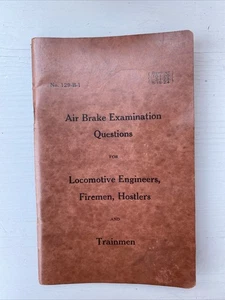 Air Brake Examination
Questions
FOR
Locomotive Engineers,
Firemen, Hostlers
AND
Trainmen